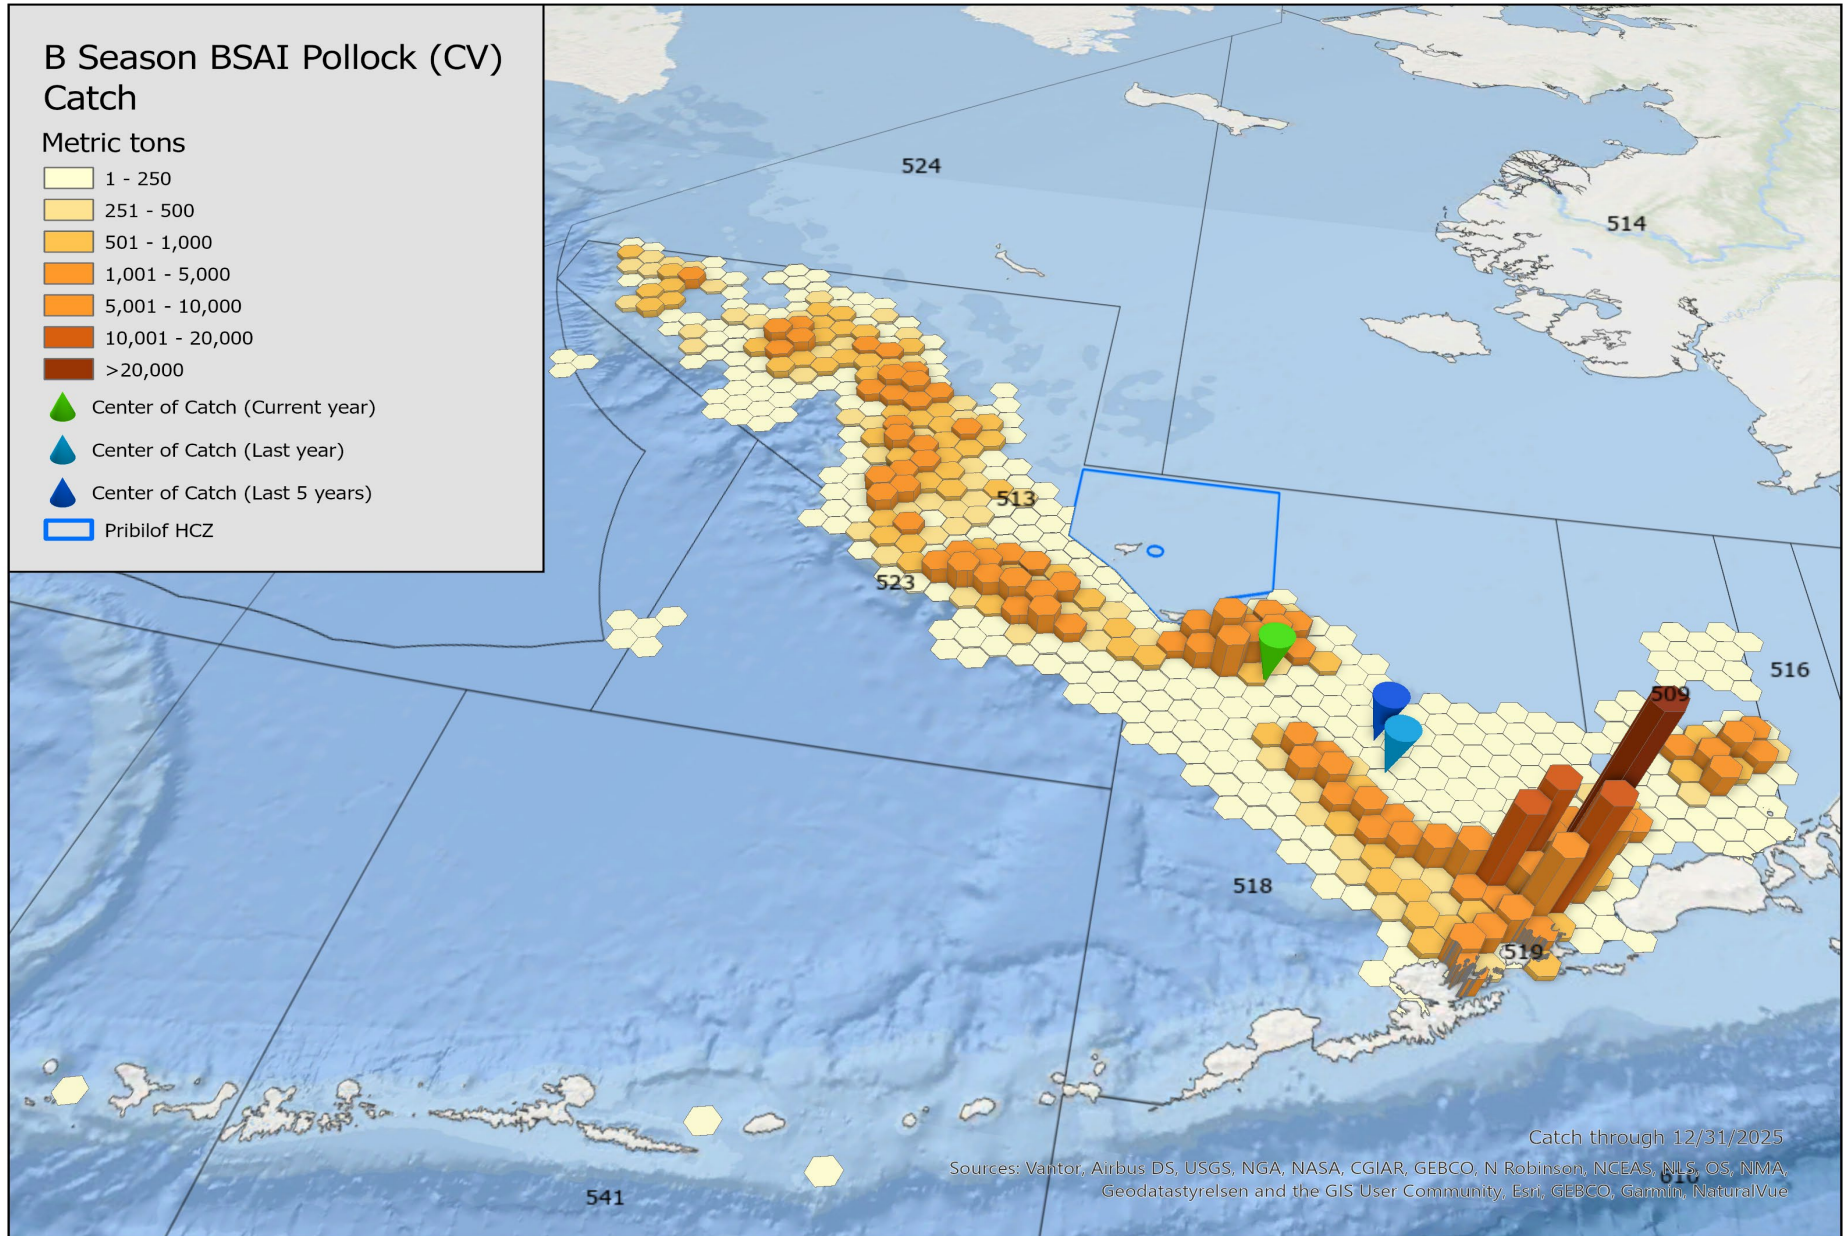 B Season BSAI Pollock (CV)
Catch
Metric tons
1 - 250
251 - 500
501 - 1,000
1,001 - 5,000
5,001 - 10,000
10,001 - 20,000
>20,000
Center of Catch (Current year)
Center of Catch (Last year)
Center of Catch (Last 5 years)
Pribilof HCZ
524
514
513
523
516
509
518
519
541
610
Catch through 12/31/2025
Sources: Vantor, Airbus DS, USGS, NGA, NASA, CGIAR, GEBCO, N Robinson, NCEAS, NLS, OS, NMA,
Geodatastyrelsen and the GIS User Community, Esri, GEBCO, Garmin, NaturalVue